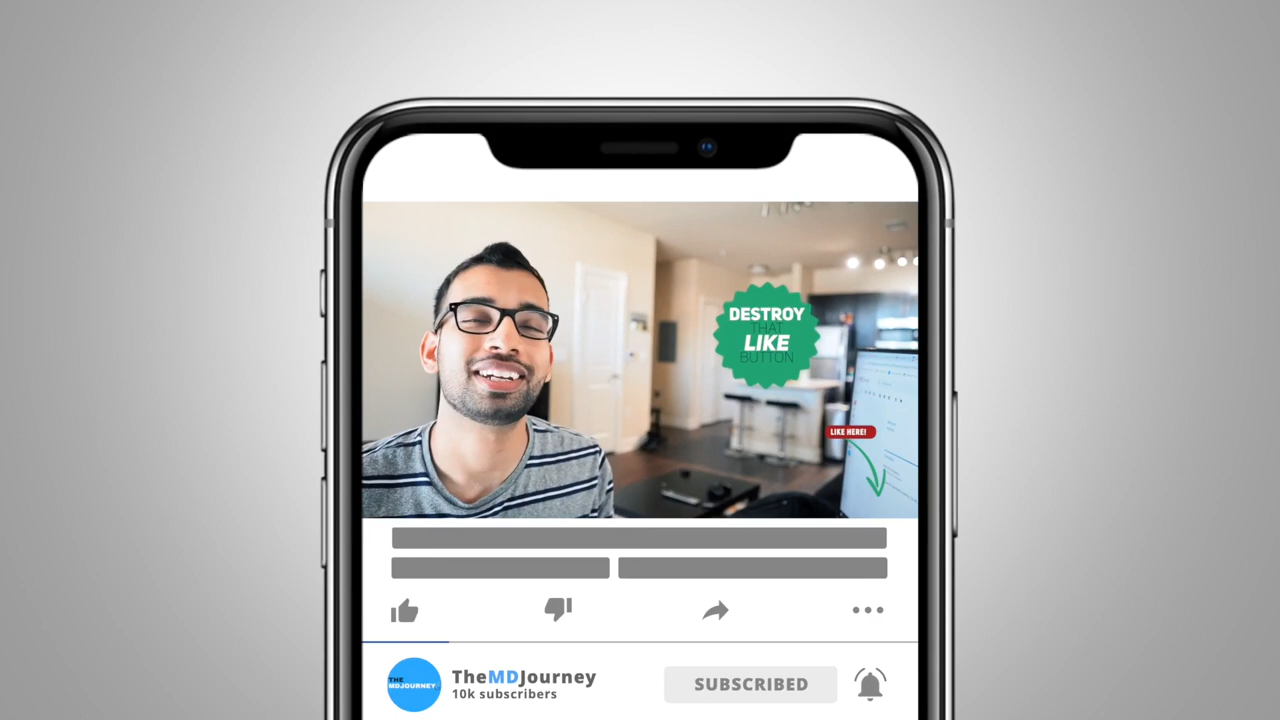 DESTROY
THAT
LIKE
BUTTON
LIKE HERE!
THE
MDJOURNEY
TheMDJourney
10k subscribers
SUBSCRIBED